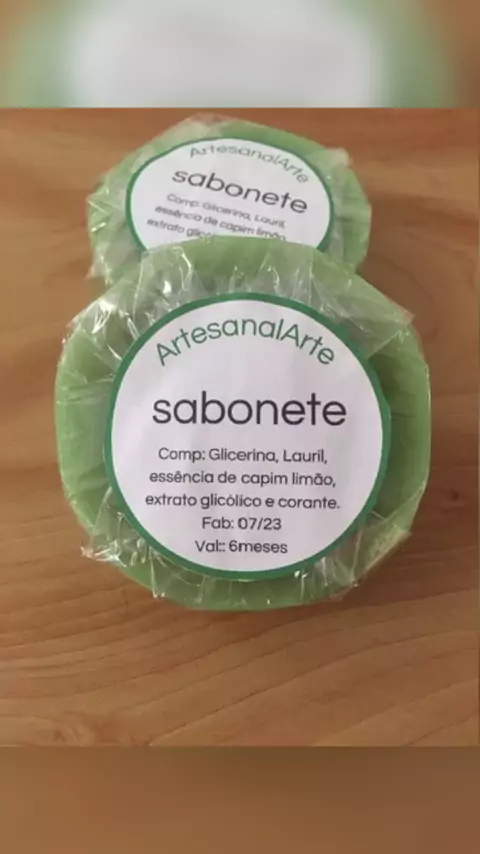 ArtesanalArte
sabonete
Comp: Glicerina, Lauril,
essência de capim limão,
extrato
ArtesanalArte
sabonete
Comp: Glicerina, Lauril,
essência de capim limão,
extrato glicólico e corante.
Fab: 07/23
Val:: 6meses